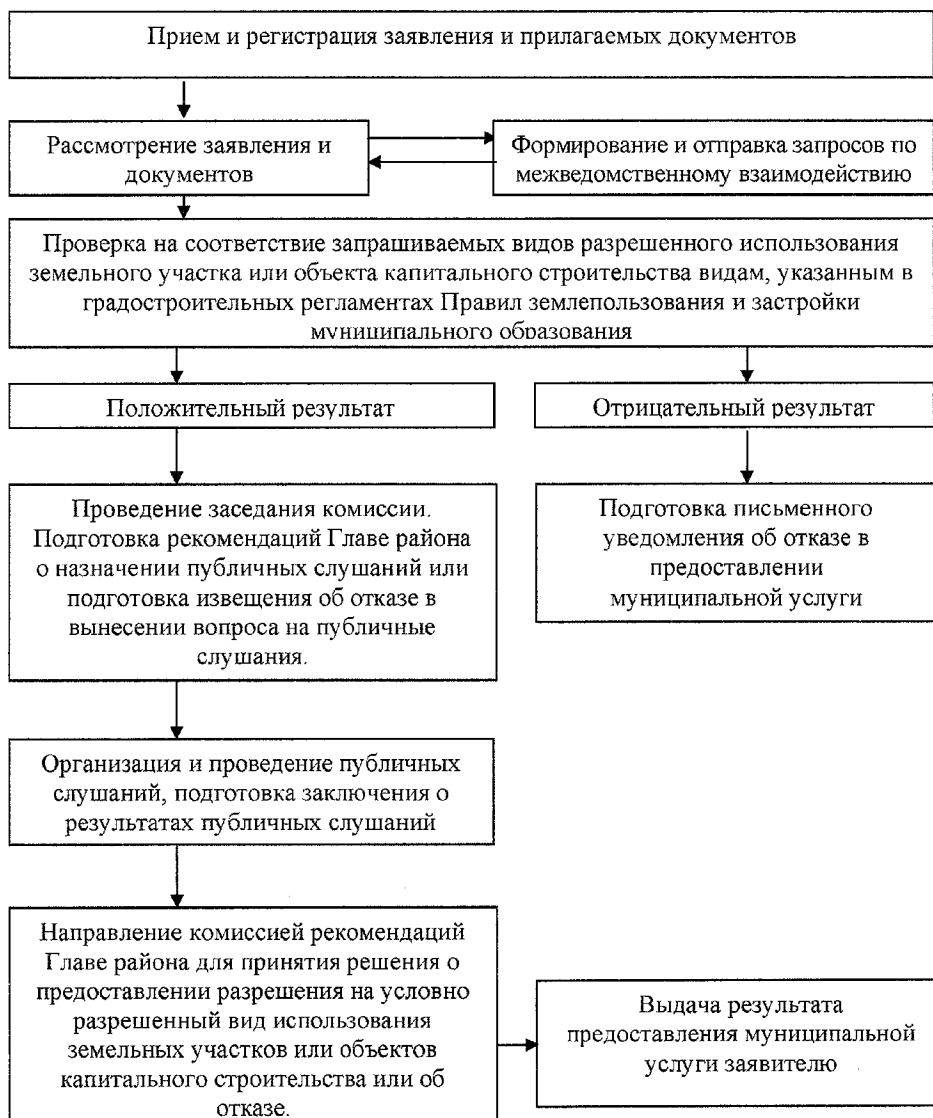 Прием и регистрация заявления и прилагаемых документов
Рассмотрение заявления и
документов
Формирование и отправка запросов по
межведомственному взаимодействию
Проверка на соответствие запрашиваемых видов разрешенного использования
земельного участка или объекта капитального строительства видам, указанным в
градостроительных регламентах Правил землепользования и застройки
муниципального образования
Положительный результат
Отрицательный результат
Проведение заседания комиссии.
Подготовка рекомендаций Главе района
о назначении публичных слушаний или
подготовка извещения об отказе в
вынесении вопроса на публичные
слушания.
Подготовка письменного
уведомления об отказе в
предоставлении
муниципальной услуги
Организация и проведение публичных
слушаний, подготовка заключения о
результатах публичных слушаний
Направление комиссией рекомендаций
Главе района для принятия решения о
предоставлении разрешения на условно
разрешенный вид использования
земельных участков или объектов
капитального строительства или об
отказе.
Выдача результата
предоставления муниципальной
услуги заявителю